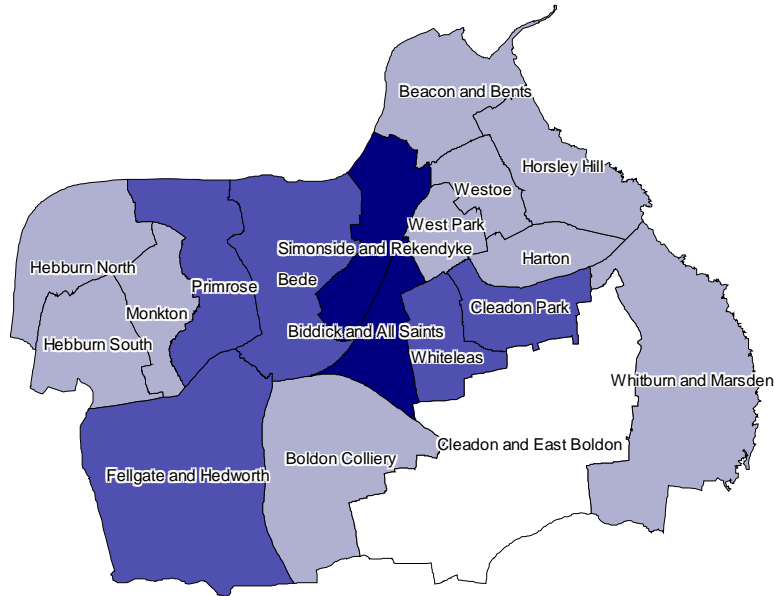 Beacon and Bents
Horsley Hill
Westoe
West Park
Simonside and Rekendyke
Harton
Hebburn North
Bede
Primrose
Cleadon Park
Monkton
Biddick and All Saints
Hebburn South
Whiteleas
Whitburn and Marsden
Cleadon and East Boldon
Boldon Colliery
Fellgate and Hedworth